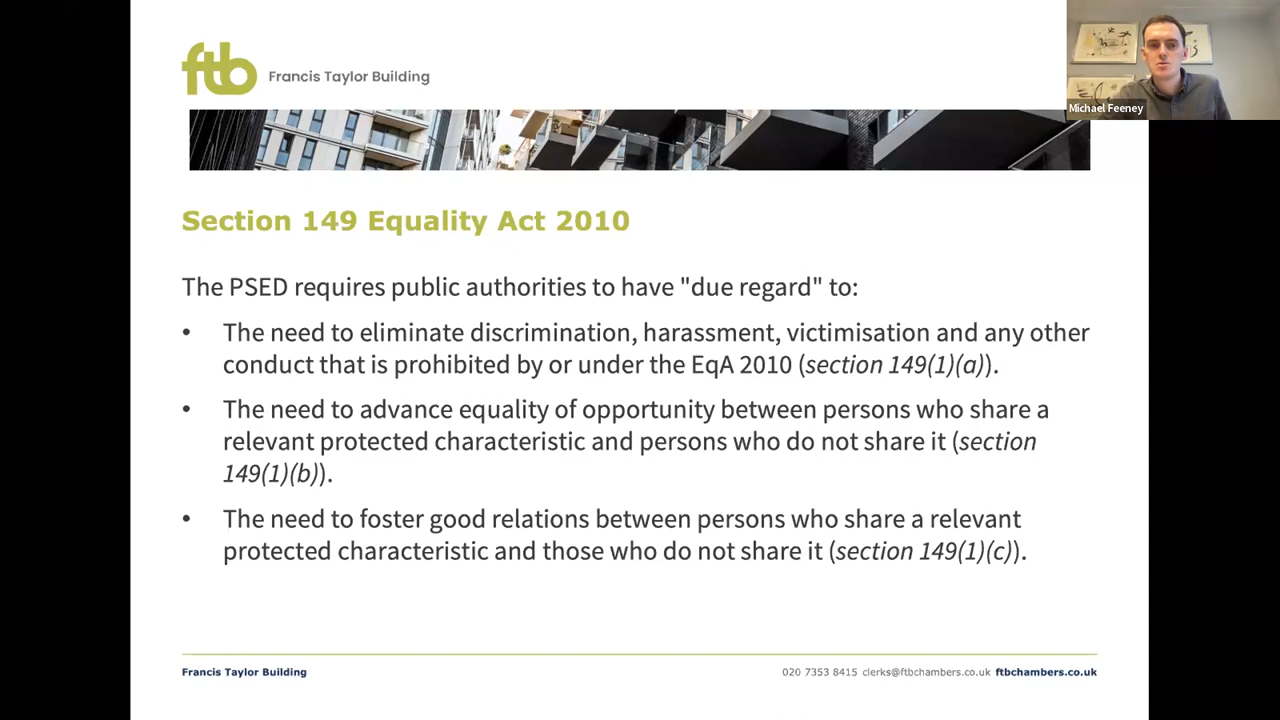 ftb Francis Taylor Building
Michael Feeney
Section 149 Equality Act 2010
The PSED requires public authorities to have "due regard" to:
• The need to eliminate discrimination, harassment, victimisation and any other
conduct that is prohibited by or under the EqA 2010 (section 149(1)(a)).
• The need to advance equality of opportunity between persons who share a
relevant protected characteristic and persons who do not share it (section
149(1)(b)).
• The need to foster good relations between persons who share a relevant
protected characteristic and those who do not share it (section 149(1)(c)).
Francis Taylor Building 020 7353 8415 clerks@ftbchambers.co.uk ftbchambers.co.uk